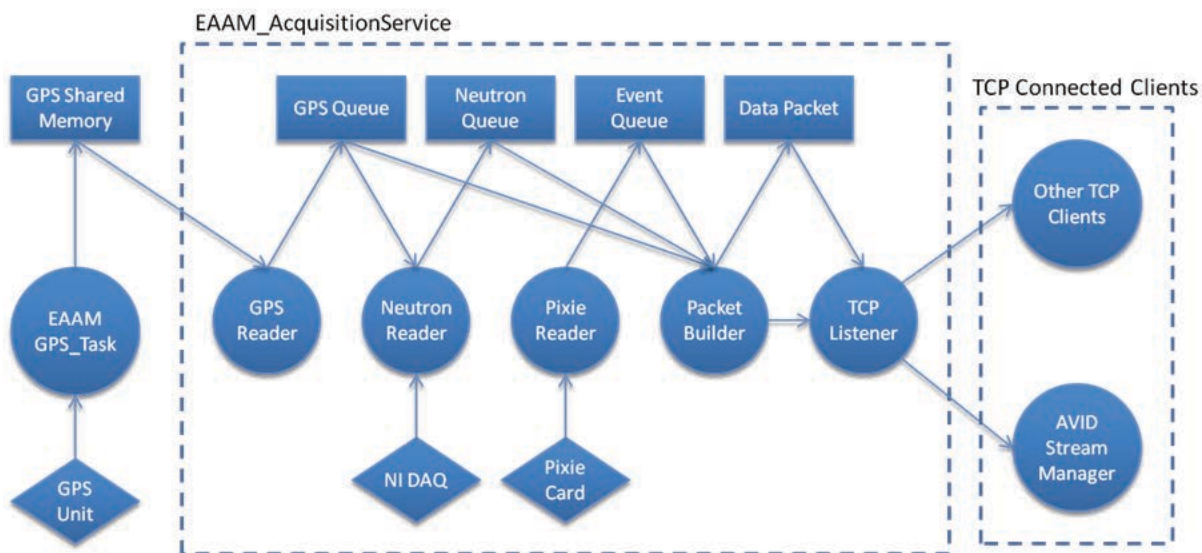 EAAM_AcquisitionService
TCP Connected Clients
GPS Shared
Memory
GPS Queue
Neutron
Queue
Event
Queue
Data Packet
Other TCP
Clients
EAAM
GPS_Task
GPS
Reader
Neutron
Reader
Pixie
Reader
Packet
Builder
TCP
Listener
AVID
Stream
Manager
GPS
Unit
NI DAQ
Pixie
Card